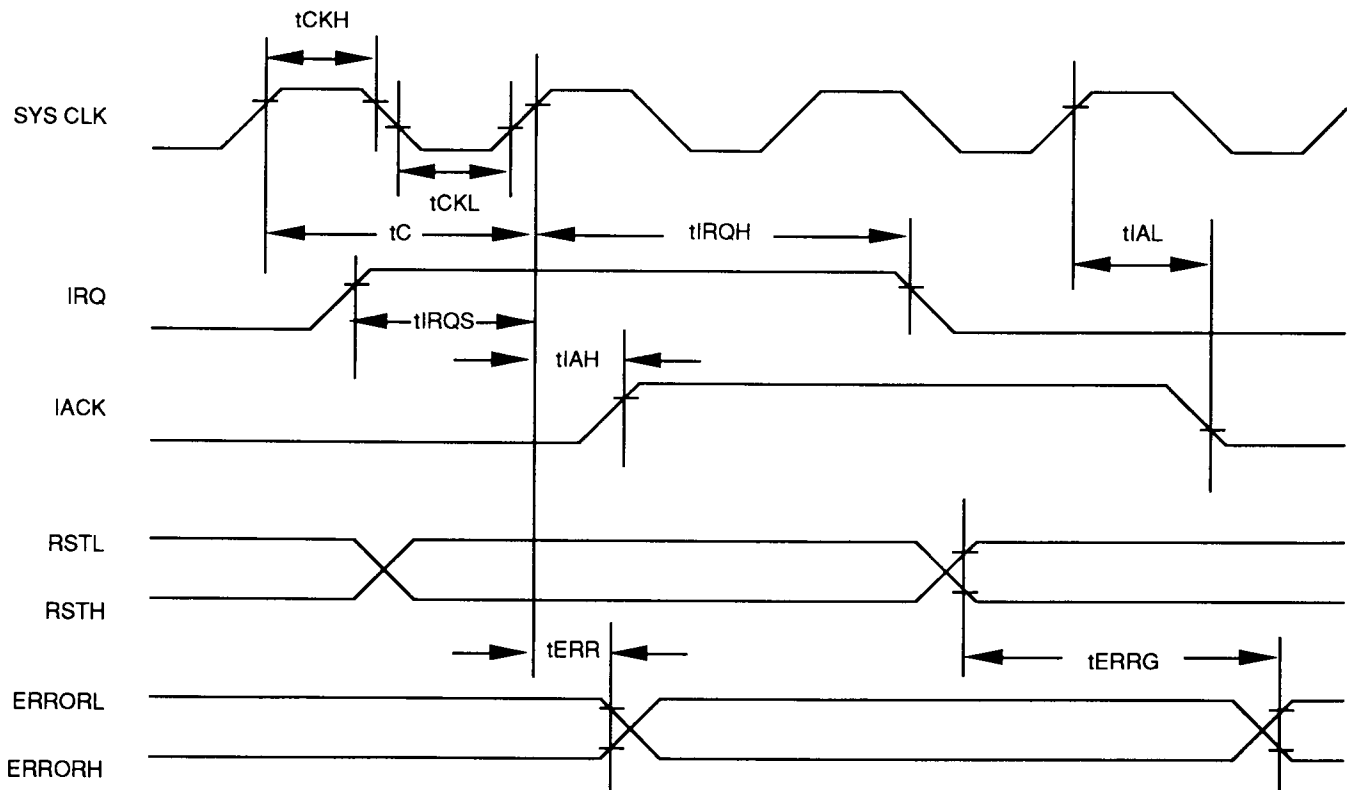 tCKH
SYS CLK
tCKL
tC
tIRQH
tIAL
IRQ
tIRQS
tIAH
IACK
RSTL
RSTH
tERR
tERRG
ERRORL
ERRORH